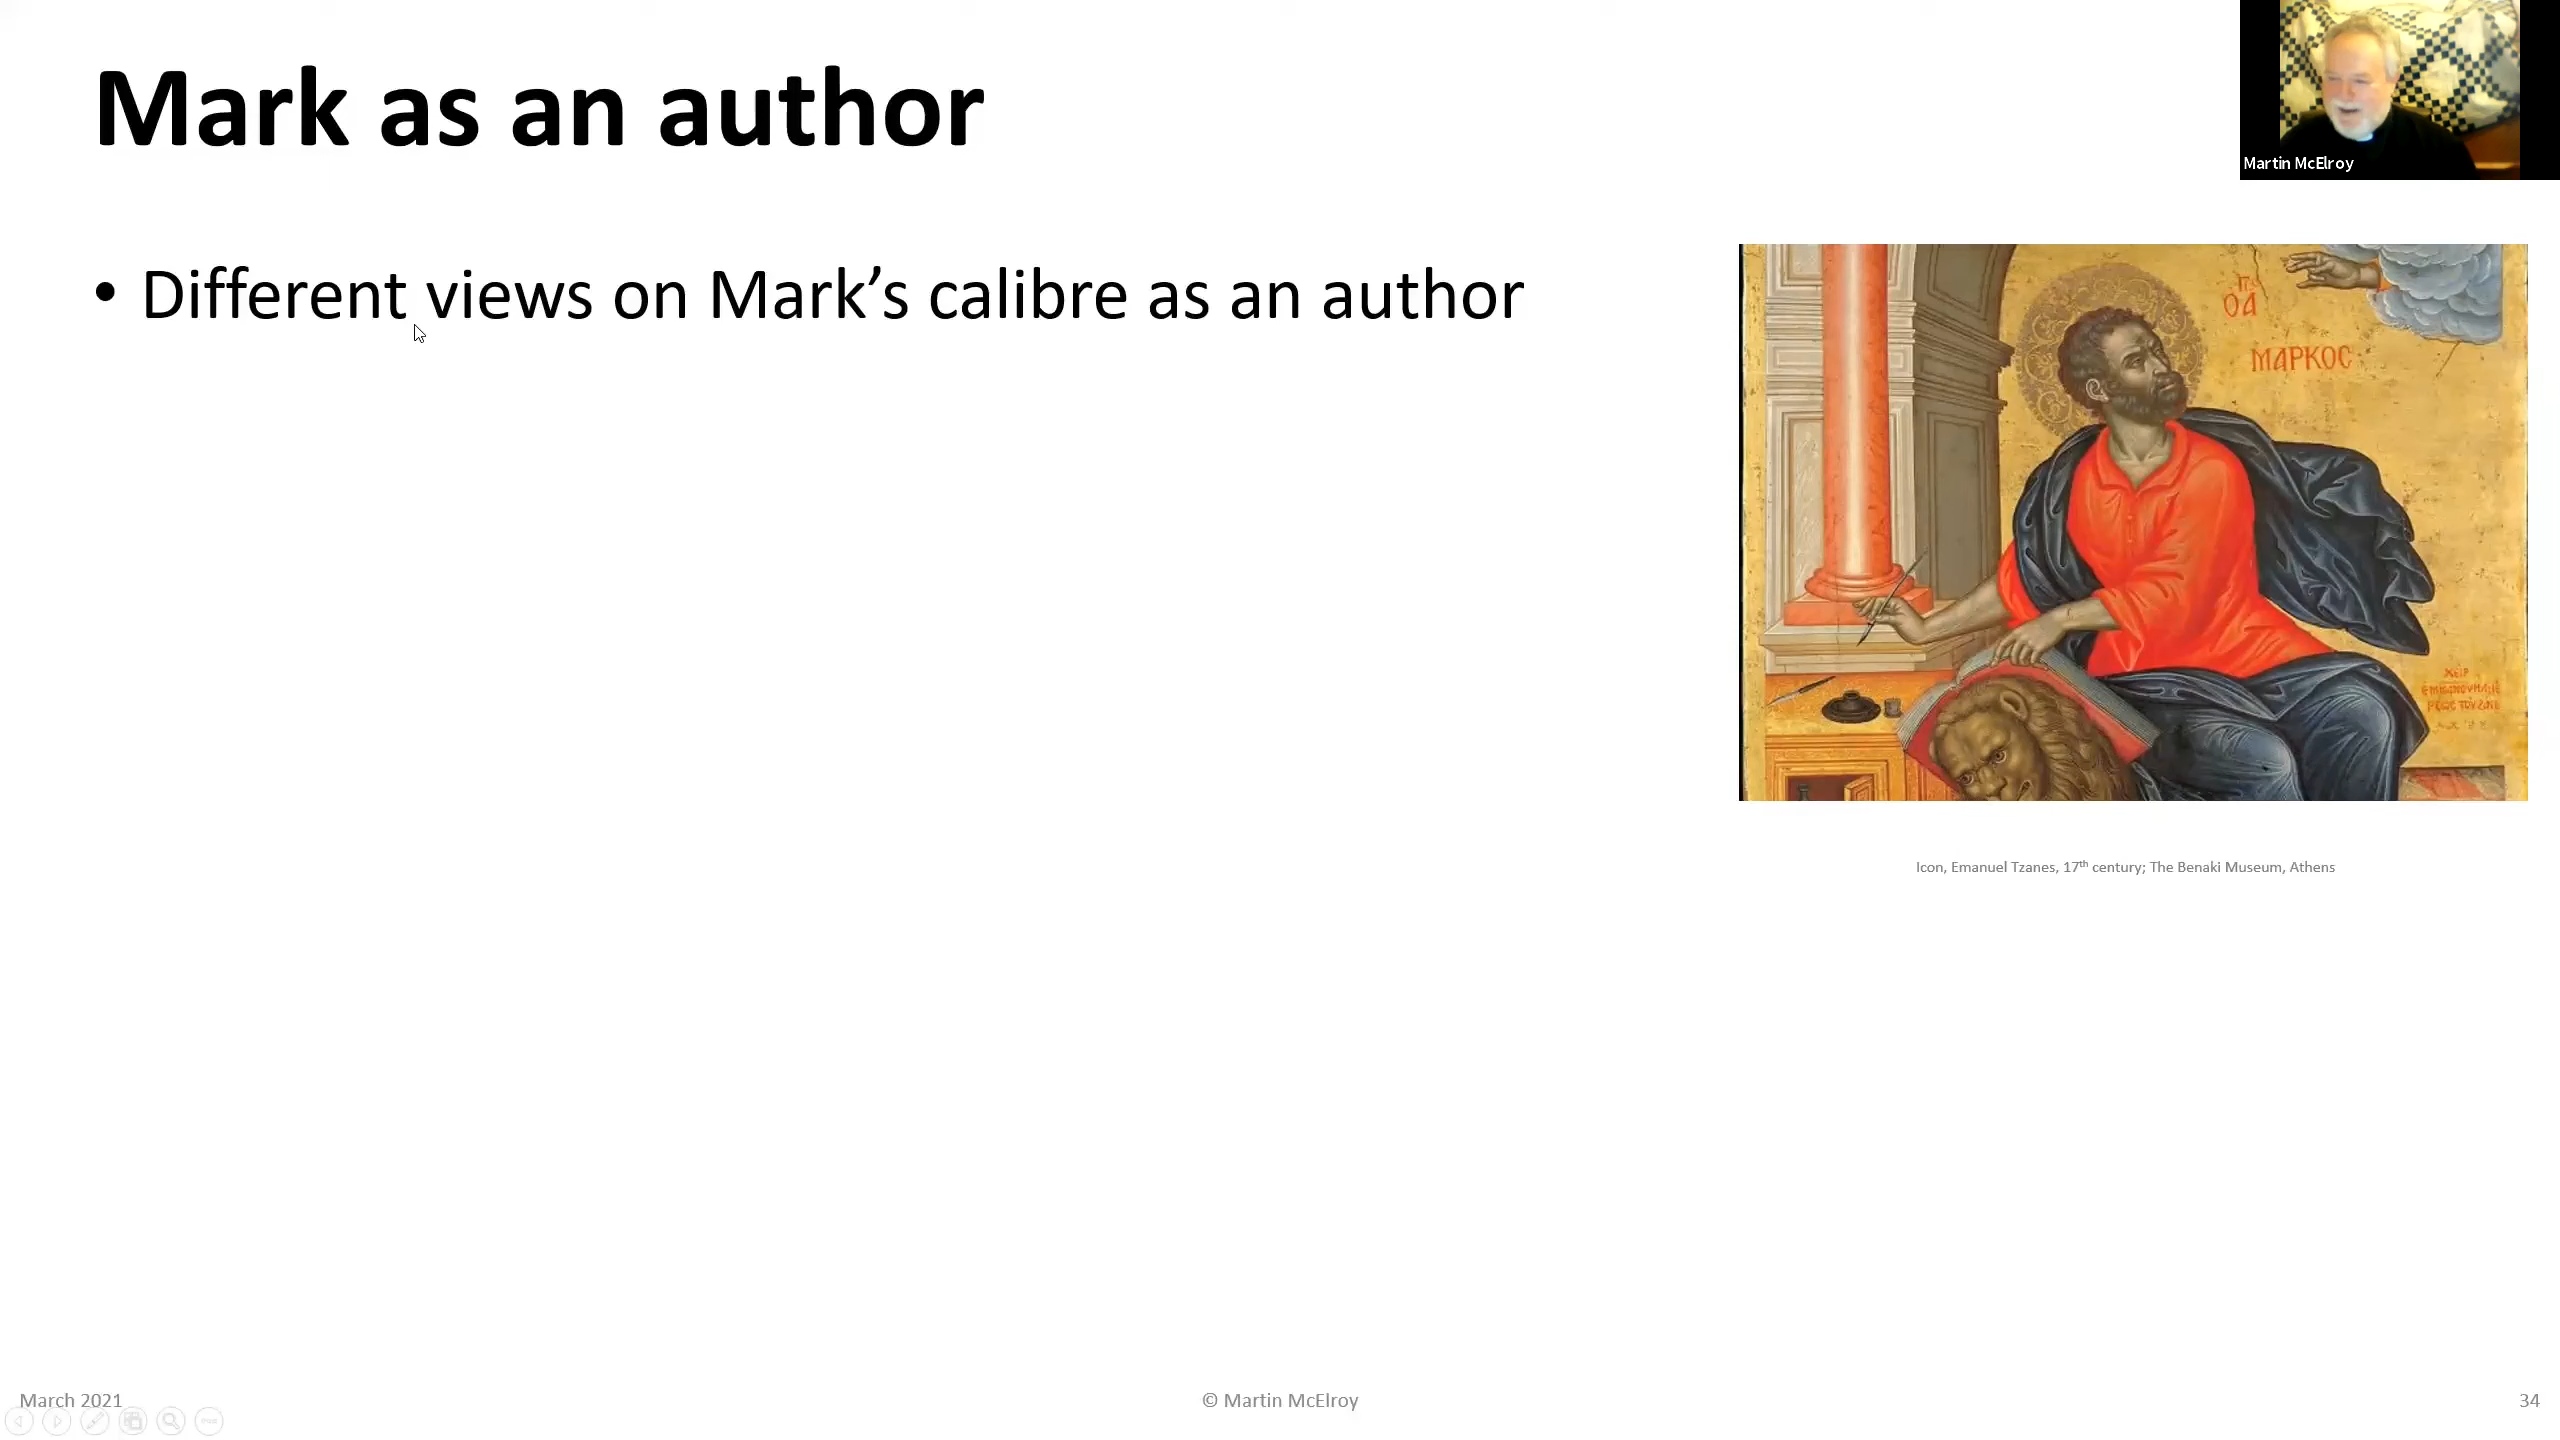 Mark as an author
Martin McElroy
• Different views on Mark’s calibre as an author
ΜΑΡΚΟC
Icon, Emanuel Tzanes, 17th century; The Benaki Museum, Athens
March 2021
© Martin McElroy
34